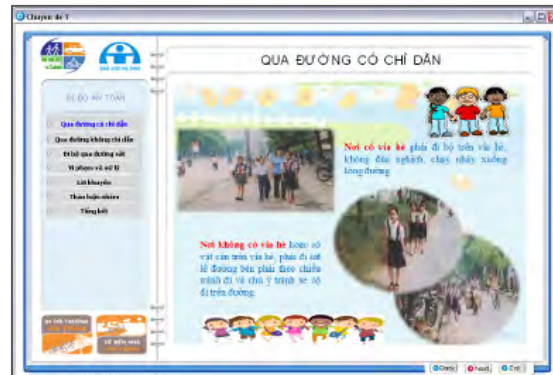 Chuyen de 1
QUA ĐƯỜNG CÓ CHỈ DẪN
ĐI BỘ AN TOÀN
Qua đường có chỉ dẫn
Qua đường không chỉ dẫn
Đi bộ qua đường sắt
Vi phạm và xử lý
Lời khuyên
Thảo luận nhóm
Tổng kết
Nơi có vỉa hè phải đi bộ trên vỉa hè,
không đùa nghịch, chạy nhảy xuống
lòng đường
Nơi không có vỉa hè hoặc có
vật cản trên vỉa hè, phải đi sát
lề đường bên phải theo chiều
mình đi và chú ý tránh xe cộ
đi trên đường.
VỀ ĐẾN NHÀ
Back
Next
Exit